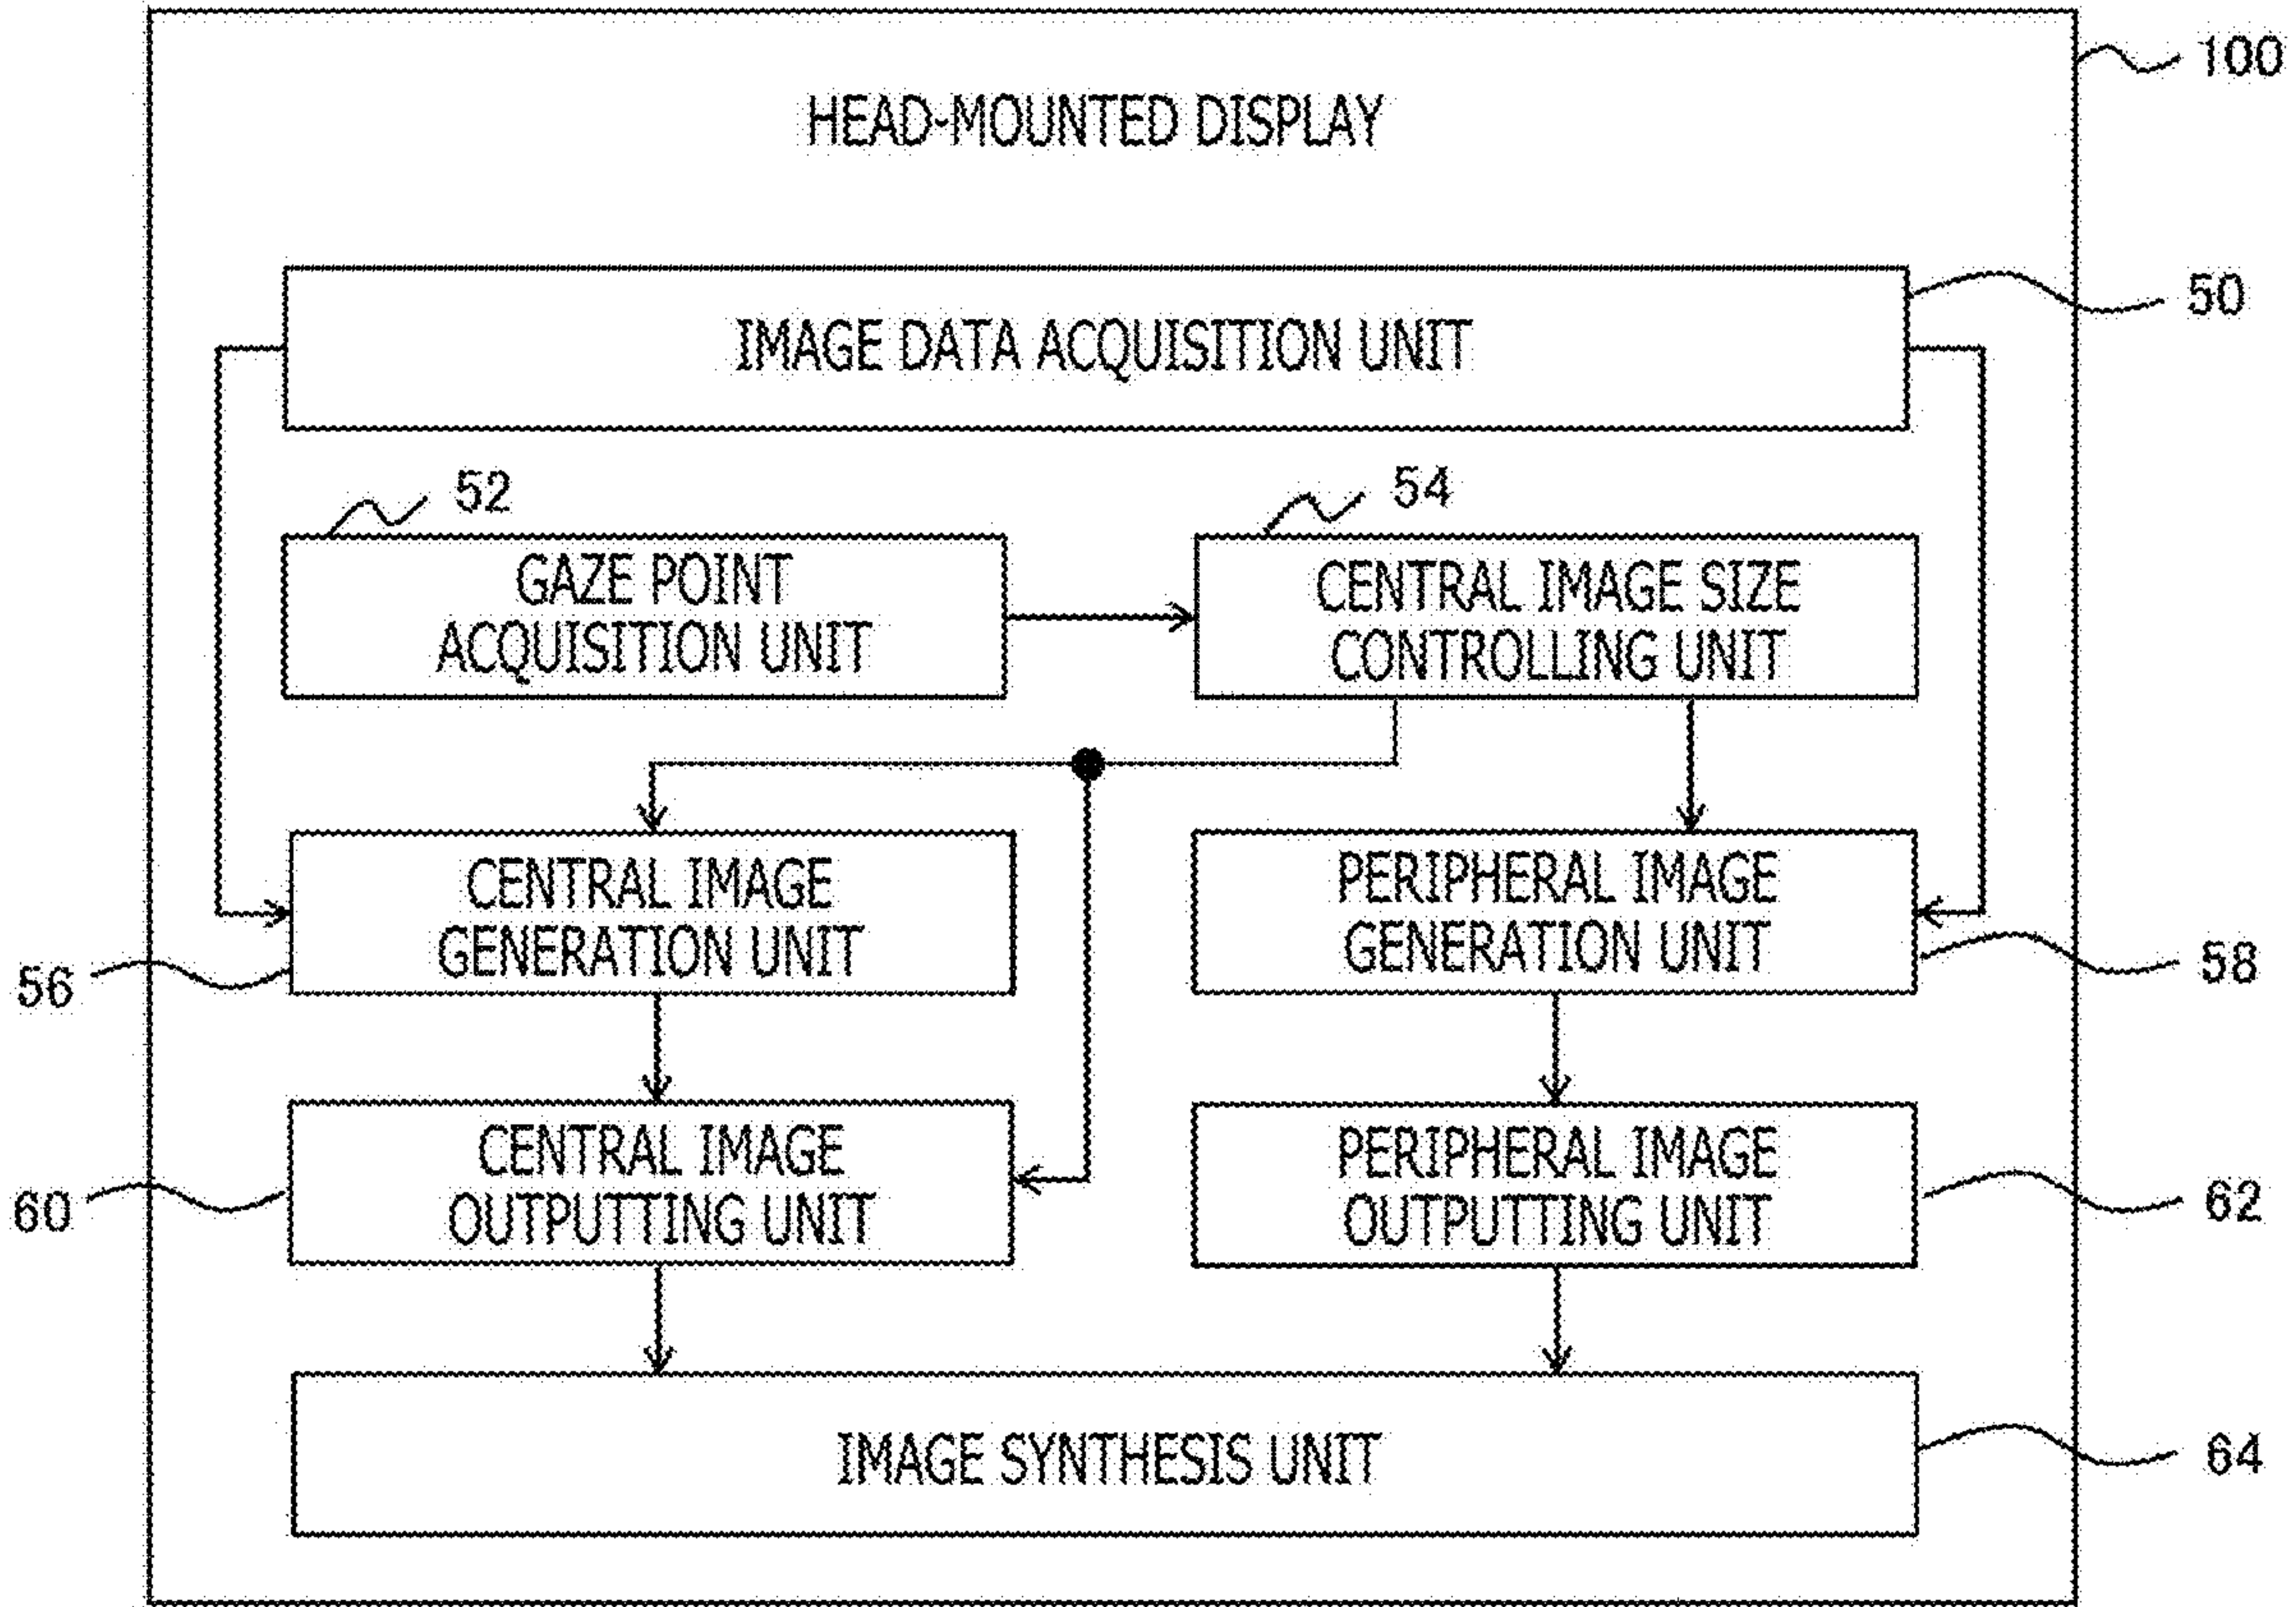 100
HEAD-MOUNTED DISPLAY
50
IMAGE DATA ACQUISITION UNIT
52
54
GAZE POINT
ACQUISITION UNIT
CENTRAL IMAGE SIZE
CONTROLLING UNIT
CENTRAL IMAGE
GENERATION UNIT
PERIPHERAL IMAGE
GENERATION UNIT
56
58
CENTRAL IMAGE
OUTPUTTING UNIT
PERIPHERAL IMAGE
OUTPUTTING UNIT
60
62
IMAGE SYNTHESIS UNIT
64